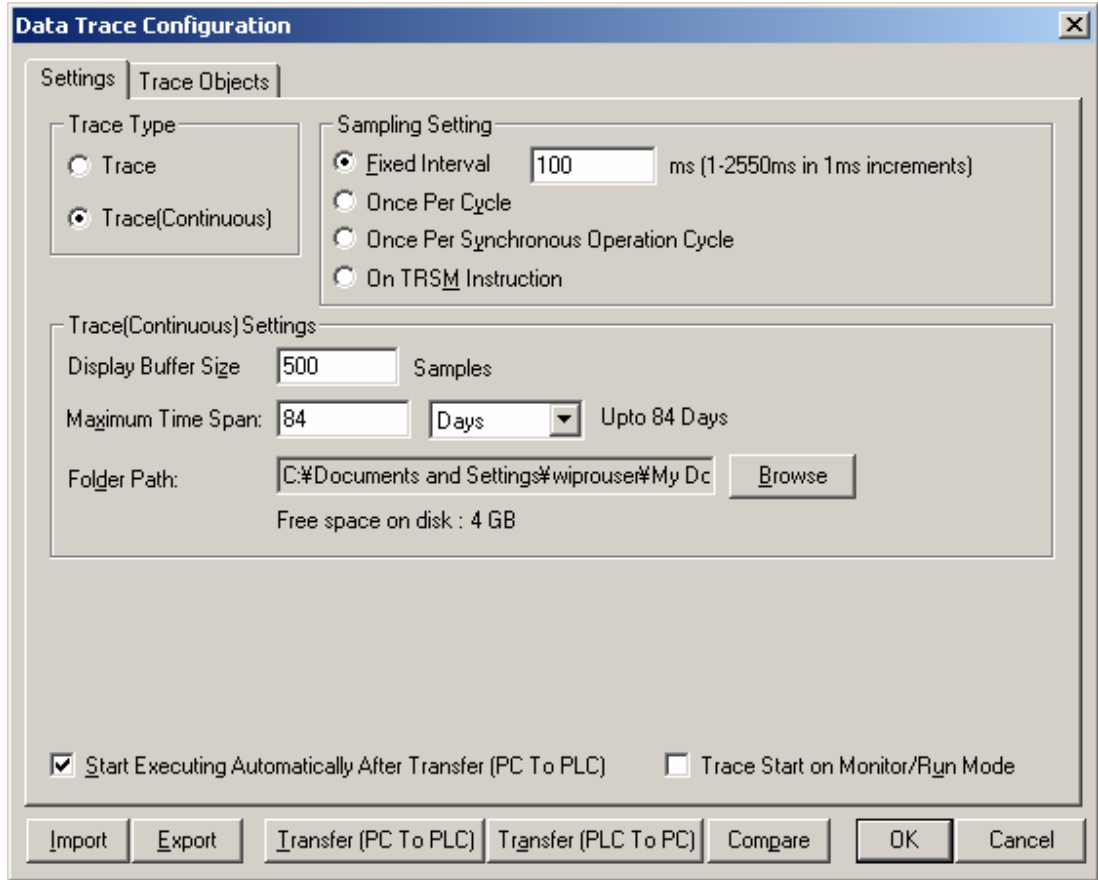 Data Trace Configuration
Settings
Trace Objects
Trace Type
Trace
Trace(Continuous)
Sampling Setting
Fixed Interval 100 ms (1-2550ms in 1ms increments)
Once Per Cycle
Once Per Synchronous Operation Cycle
On TRSM Instruction
Trace(Continuous) Settings
Display Buffer Size 500 Samples
Maximum Time Span: 84 Days Upto 84 Days
Folder Path: C:¥Documents and Settings¥wiprouser¥My Dc Browse
Free space on disk : 4 GB
Start Executing Automatically After Transfer (PC To PLC) Trace Start on Monitor/Run Mode
Import Export Transfer (PC To PLC) Transfer (PLC To PC) Compare OK Cancel